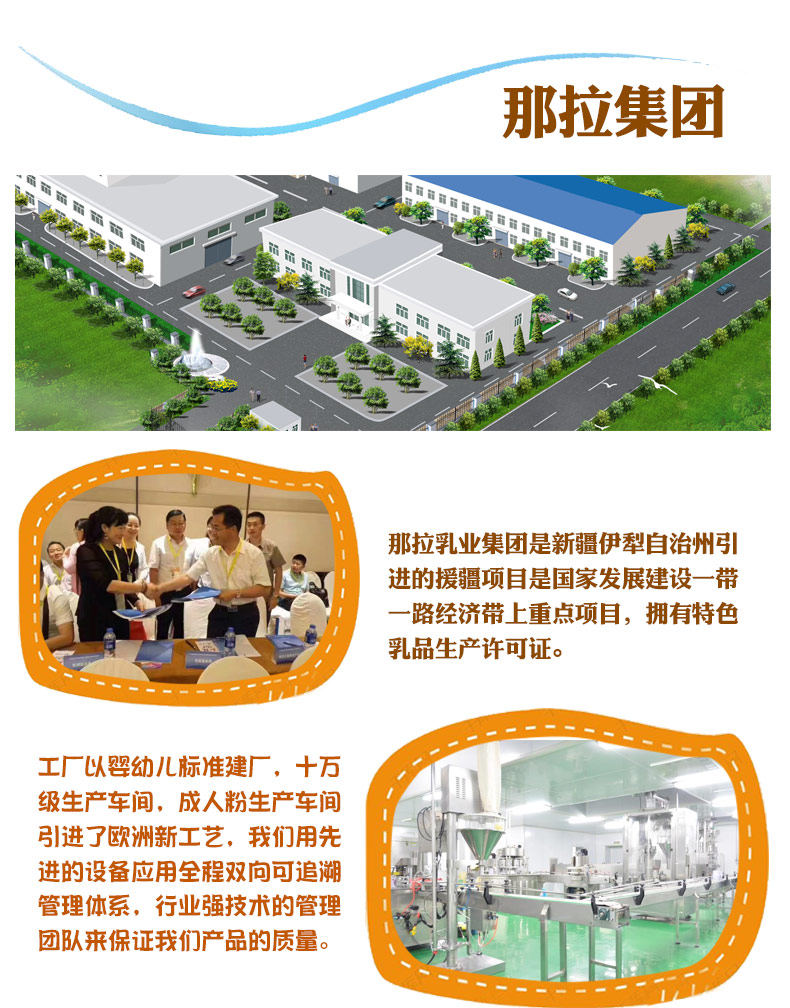 那拉集团
那拉乳业集团是新疆伊犁自治州引
进的援疆项目是国家发展建设一带
一路经济带上重点项目，拥有特色
乳品生产许可证。
工厂以婴幼儿标准建厂，十万
级生产车间，成人粉生产车间
引进了欧洲新工艺，我们用先
进的设备应用全程双向可追溯
管理体系，行业强技术的管理
团队来保证我们产品的质量。